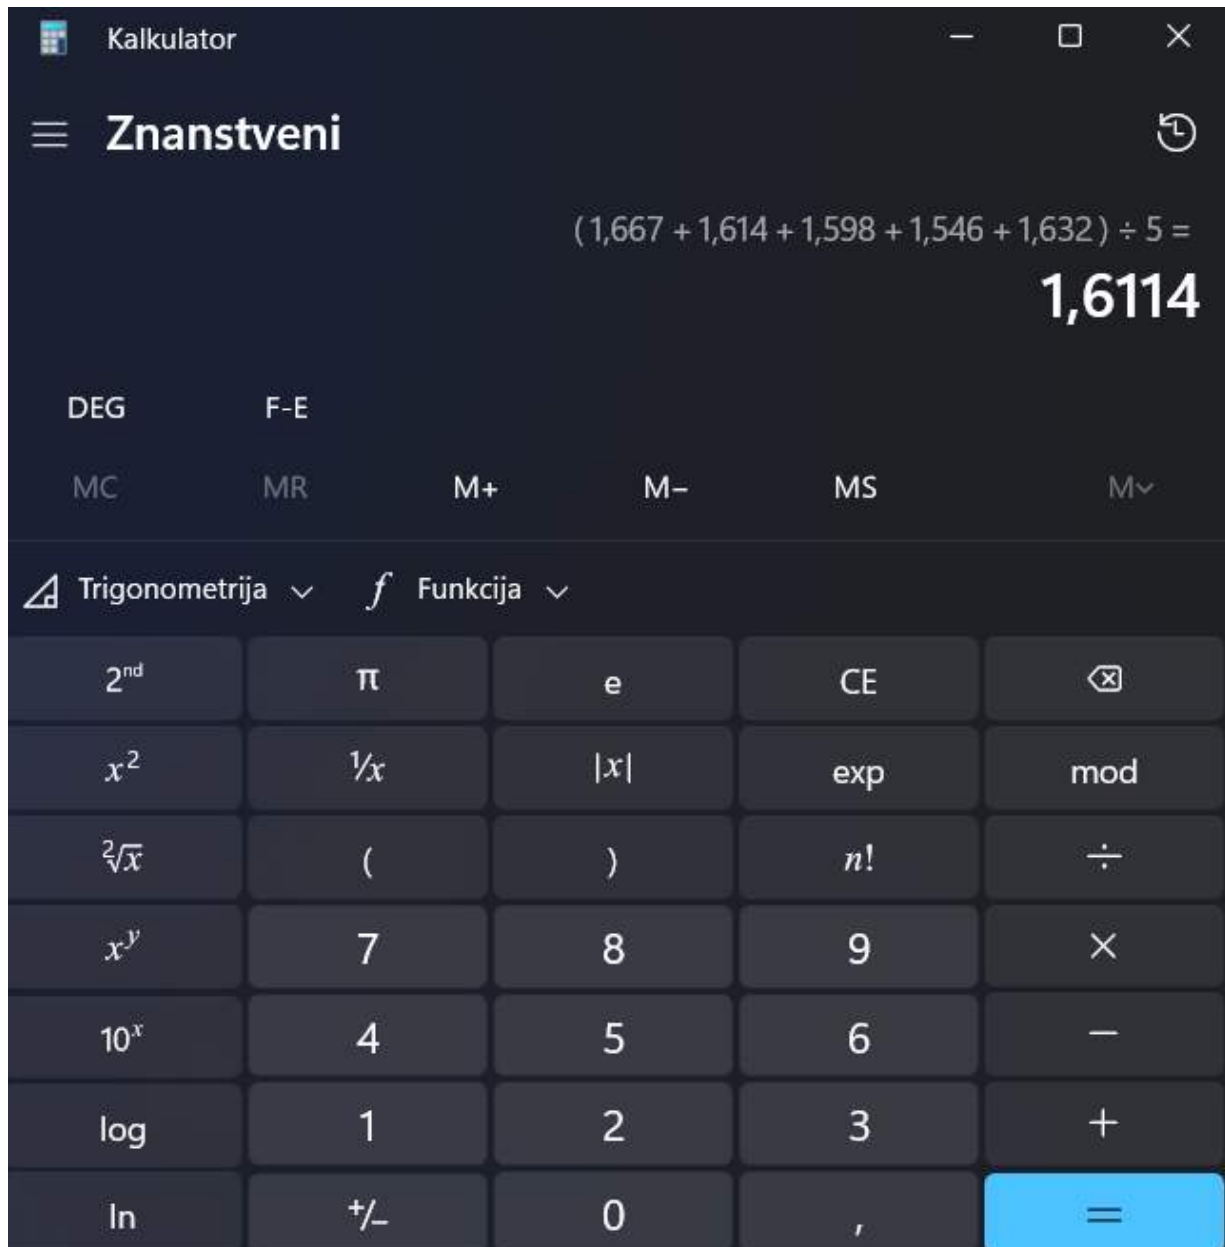 Kalkulator
Znanstveni
(1,667 + 1,614 + 1,598 + 1,546 + 1,632) ÷ 5 =
1,6114
DEG F-E
MC MR M+ M− MS M
Trigonometrija f Funkcija
2ⁿᵈ π e CE
x² ¹⁄x |x| exp mod
²√x ( ) n! ÷
xʸ 7 8 9 ×
10ˣ 4 5 6 −
log 1 2 3 +
ln +/− 0 , =